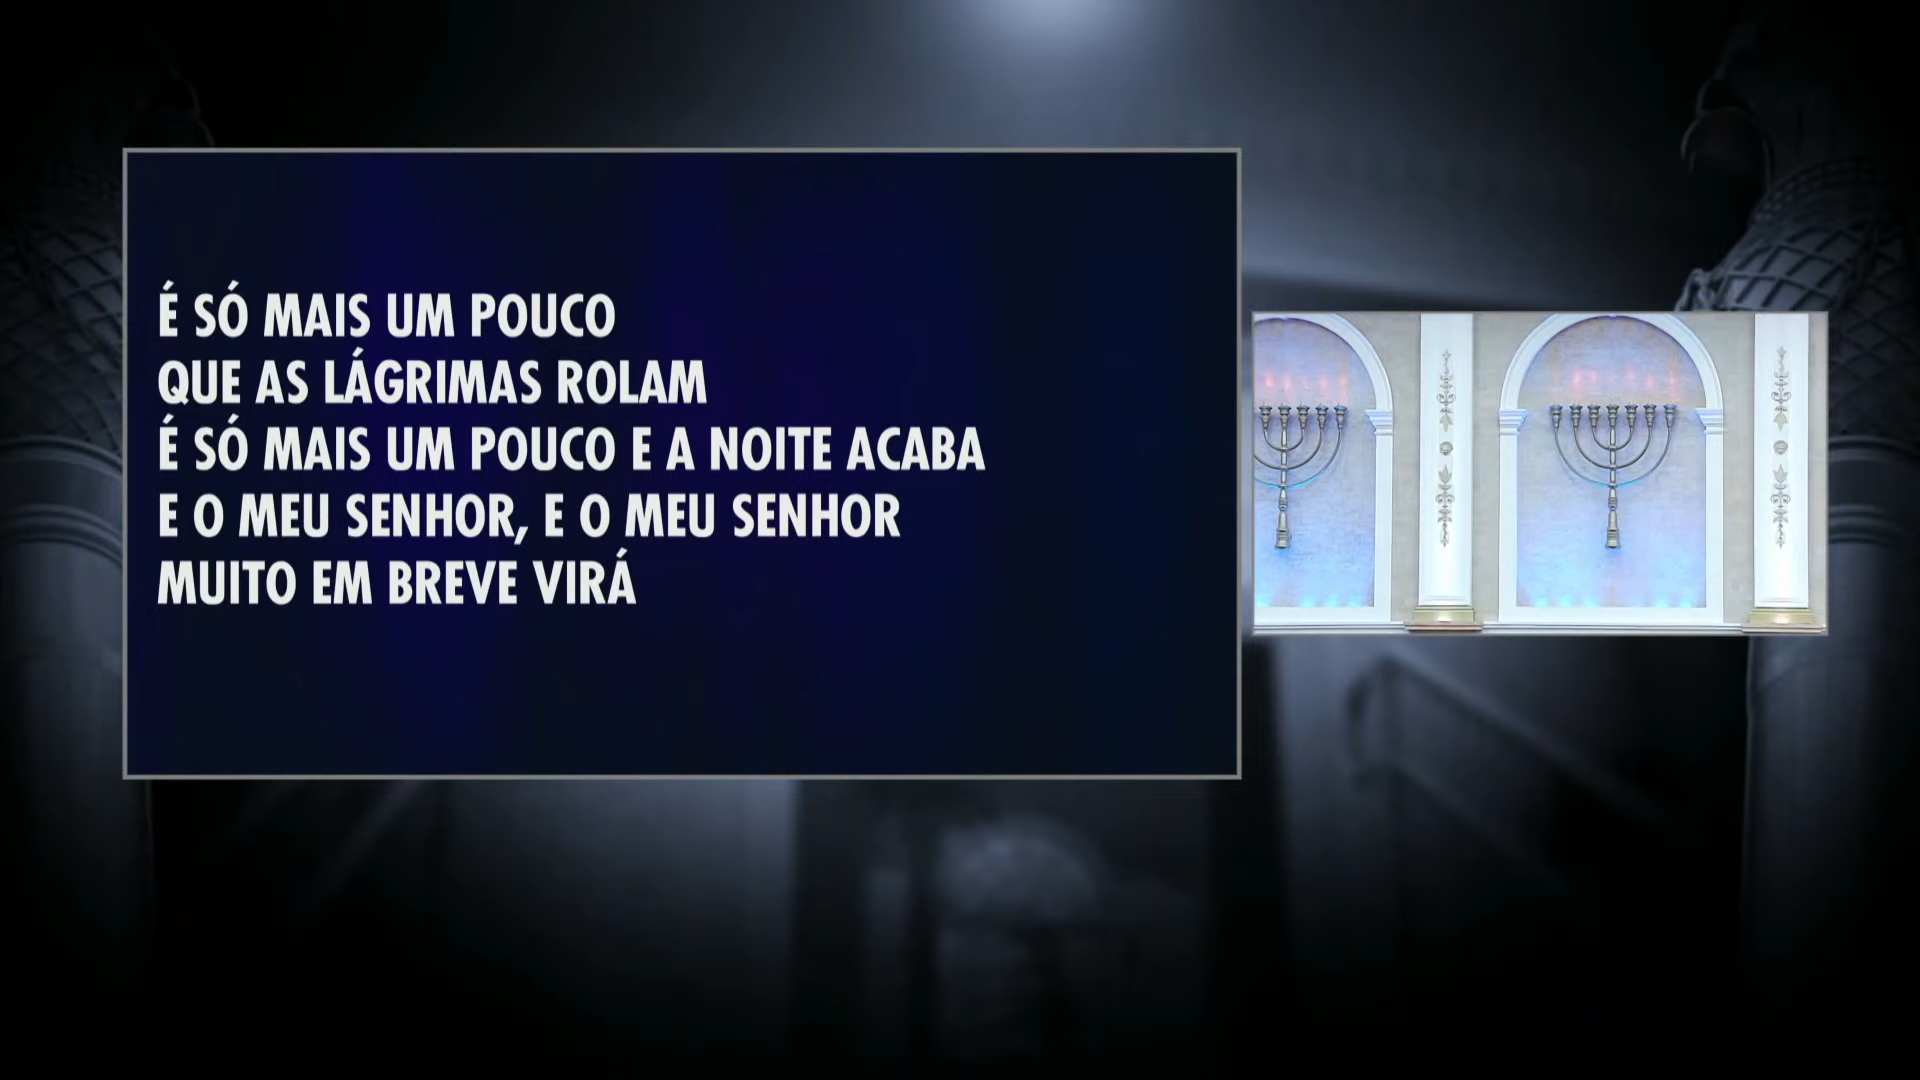 É SÓ MAIS UM POUCO
QUE AS LÁGRIMAS ROLAM
É SÓ MAIS UM POUCO E A NOITE ACABA
E O MEU SENHOR, E O MEU SENHOR
MUITO EM BREVE VIRÁ